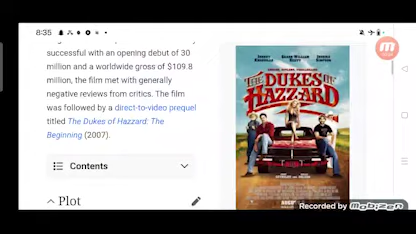 8:35
successful with an opening debut of 30
million and a worldwide gross of $109.8
million, the film met with generally
negative reviews from critics. The film
was followed by a direct-to-video prequel
titled The Dukes of Hazzard: The
Beginning (2007).
Contents
Plot
THE DUKES OF
HAZZARD
Recorded by
Mobizen